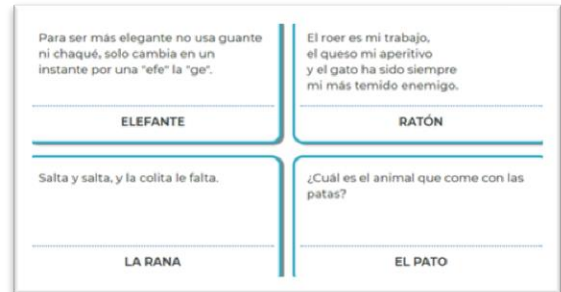 Para ser más elegante no usa guante
ni chaqué, solo cambia en un
instante por una "efe" la "ge".
ELEFANTE
El roer es mi trabajo,
el queso mi aperitivo
y el gato ha sido siempre
mi más temido enemigo.
RATÓN
Salta y salta, y la colita le falta.
LA RANA
¿Cuál es el animal que come con las
patas?
EL PATO